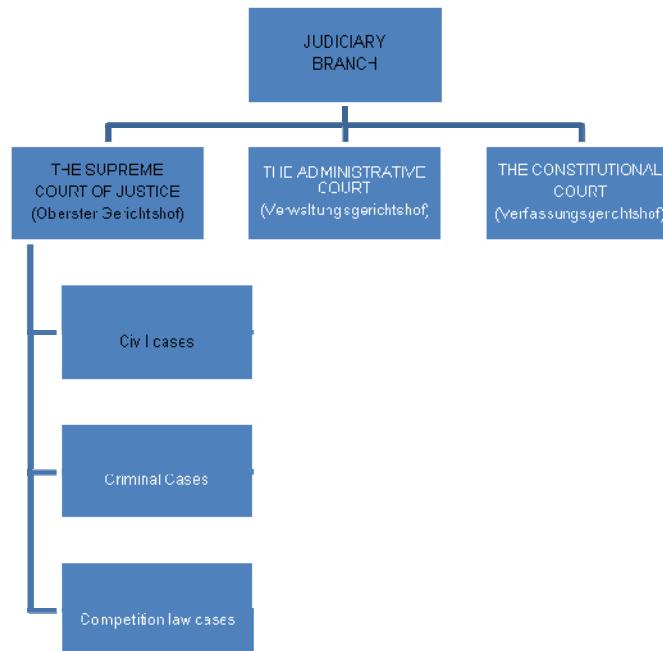 JUDICIARY
BRANCH
THE SUPREME
COURT OF JUSTICE
(Oberster Gerichtshof)
THE ADMINISTRATIVE
COURT
(Verwaltungsgerichtshof)
THE CONSTITUTIONAL
COURT
(Verfassungsgerchtshof)
Civil cases
Criminal Cases
Competition law cases